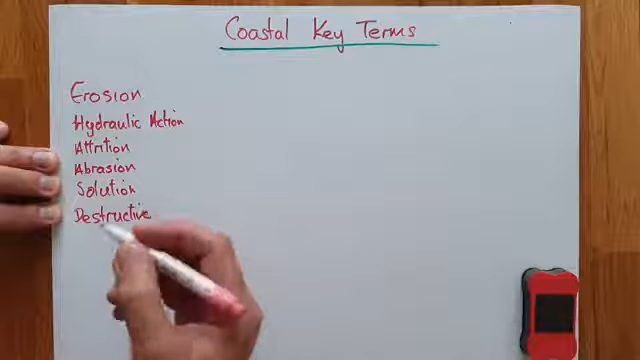 Coastal Key Terms
Erosion
Hydraulic Action
Attrition
Abrasion
Solution
Destructive